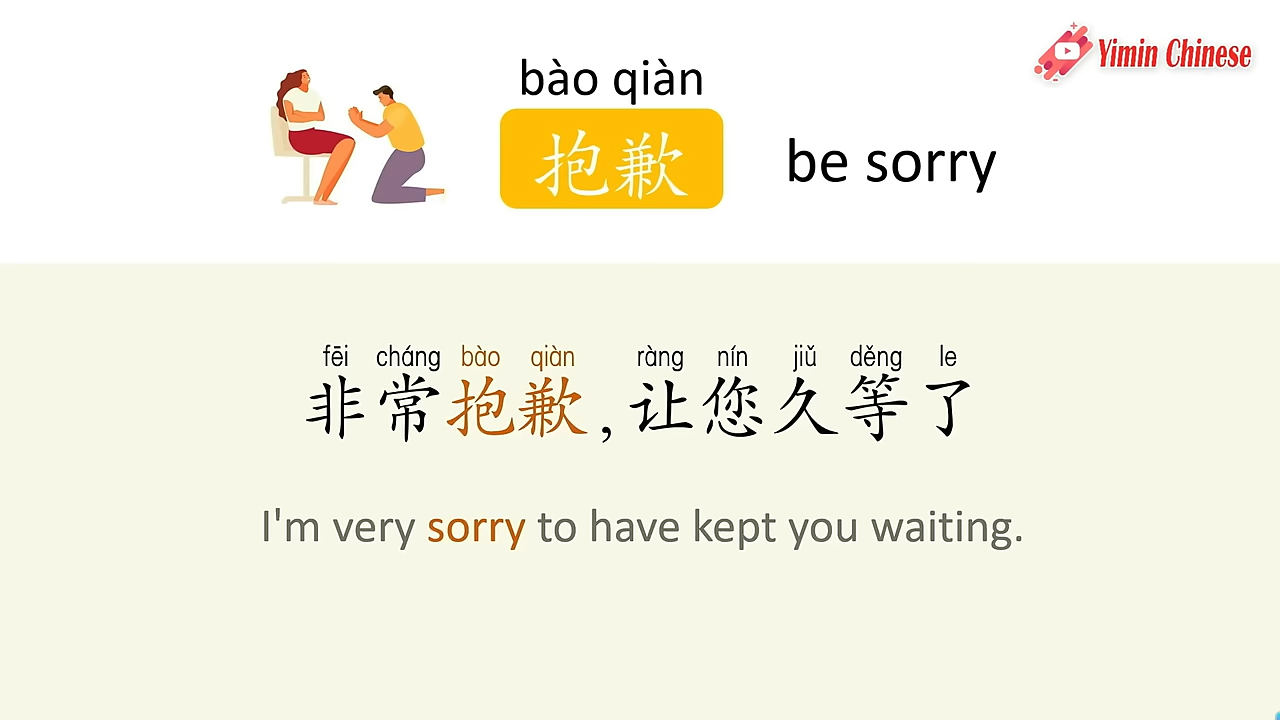 Yimin Chinese
bào qiàn
抱歉
be sorry
fēi cháng bào qiàn ràng nín jiǔ děng le
非常抱歉,让您久等了
I'm very sorry to have kept you waiting.